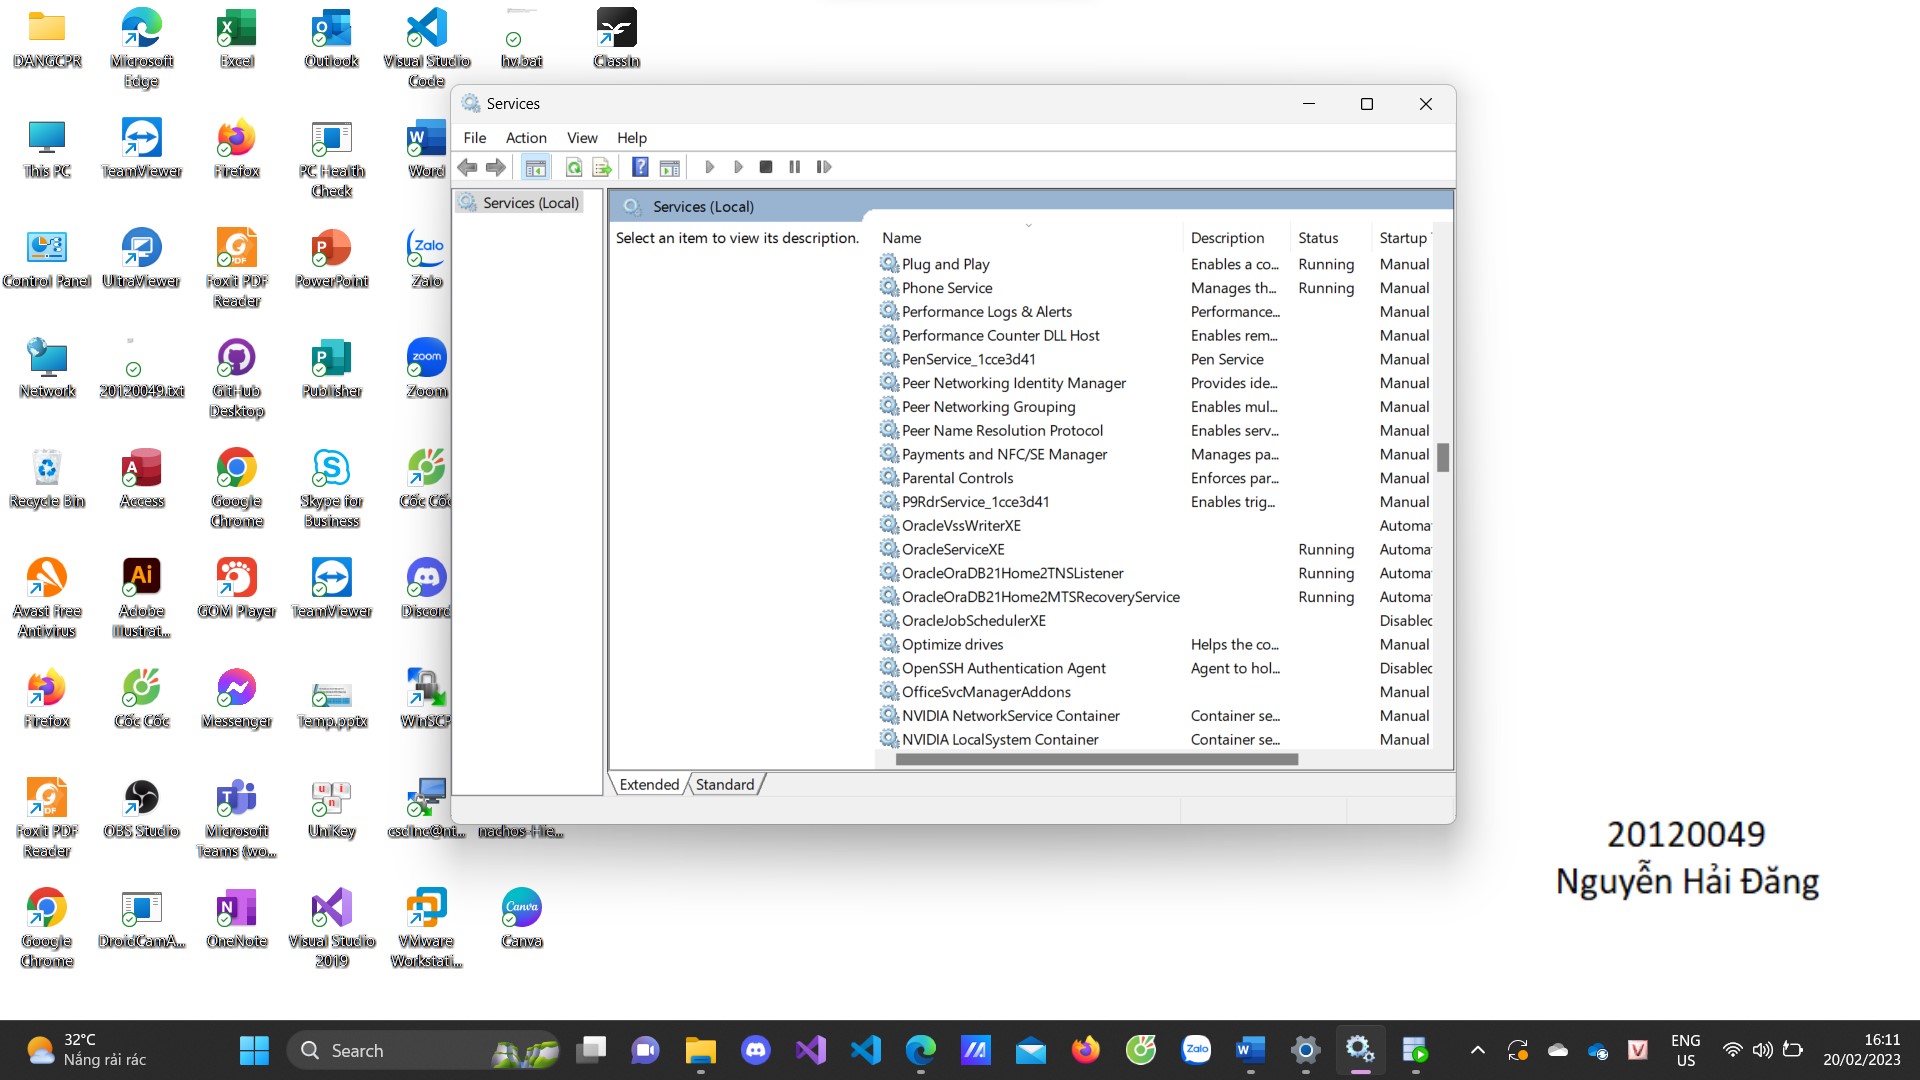 DANGCPR
Microsoft
Edge
Excel
Outlook
Visual Studio
Code
hv.bat
ClassIn
This PC
TeamViewer
Firefox
PC Health
Check
Word
Control Panel
UltraViewer
Foxit PDF
Reader
PowerPoint
Zalo
Network
20120049.txt
GitHub
Desktop
Publisher
Zoom
Recycle Bin
Access
Google
Chrome
Skype for
Business
Cốc Cốc
Avast Free
Antivirus
Adobe
Illustrat...
GOM Player
TeamViewer
Discord
Firefox
Cốc Cốc
Messenger
Temp.pptx
WinSCP
Foxit PDF
Reader
OBS Studio
Microsoft
Teams (wo...
UniKey
csdlnc@nt...
nachos-Hie...
Google
Chrome
DroidCamA...
OneNote
Visual Studio
2019
VMware
Workstati...
Canva
Services
File Action View Help
Services (Local)
Services (Local)
Select an item to view its description.
Name Description Status Startup
Plug and Play Enables a co... Running Manual
Phone Service Manages th... Running Manual
Performance Logs & Alerts Performance... Manual
Performance Counter DLL Host Enables rem... Manual
PenService_1cce3d41 Pen Service Manual
Peer Networking Identity Manager Provides ide... Manual
Peer Networking Grouping Enables mul... Manual
Peer Name Resolution Protocol Enables serv... Manual
Payments and NFC/SE Manager Manages pa... Manual
Parental Controls Enforces par... Manual
P9RdrService_1cce3d41 Enables trig... Manual
OracleVssWriterXE Automa
OracleServiceXE Running Automa
OracleOraDB21Home2TNSListener Running Automa
OracleOraDB21Home2MTSRecoveryService Running Automa
OracleJobSchedulerXE Disabled
Optimize drives Helps the co... Manual
OpenSSH Authentication Agent Agent to hol... Disabled
OfficeSvcManagerAddons Manual
NVIDIA NetworkService Container Container se... Manual
NVIDIA LocalSystem Container Container se... Manual
Extended Standard
20120049
Nguyễn Hải Đăng
32°C
Nắng rải rác
Search
ENG
US
16:11
20/02/2023